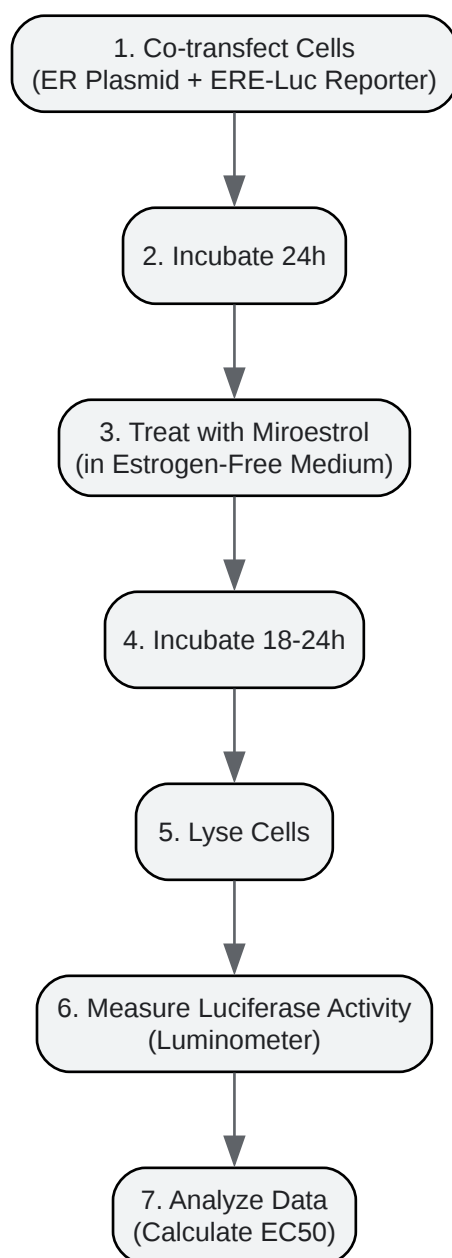 1. Co-transfect Cells
(ER Plasmid + ERE-Luc Reporter)
2. Incubate 24h
3. Treat with Miroestrol
(in Estrogen-Free Medium)
4. Incubate 18-24h
5. Lyse Cells
6. Measure Luciferase Activity
(Luminometer)
7. Analyze Data
(Calculate EC50)